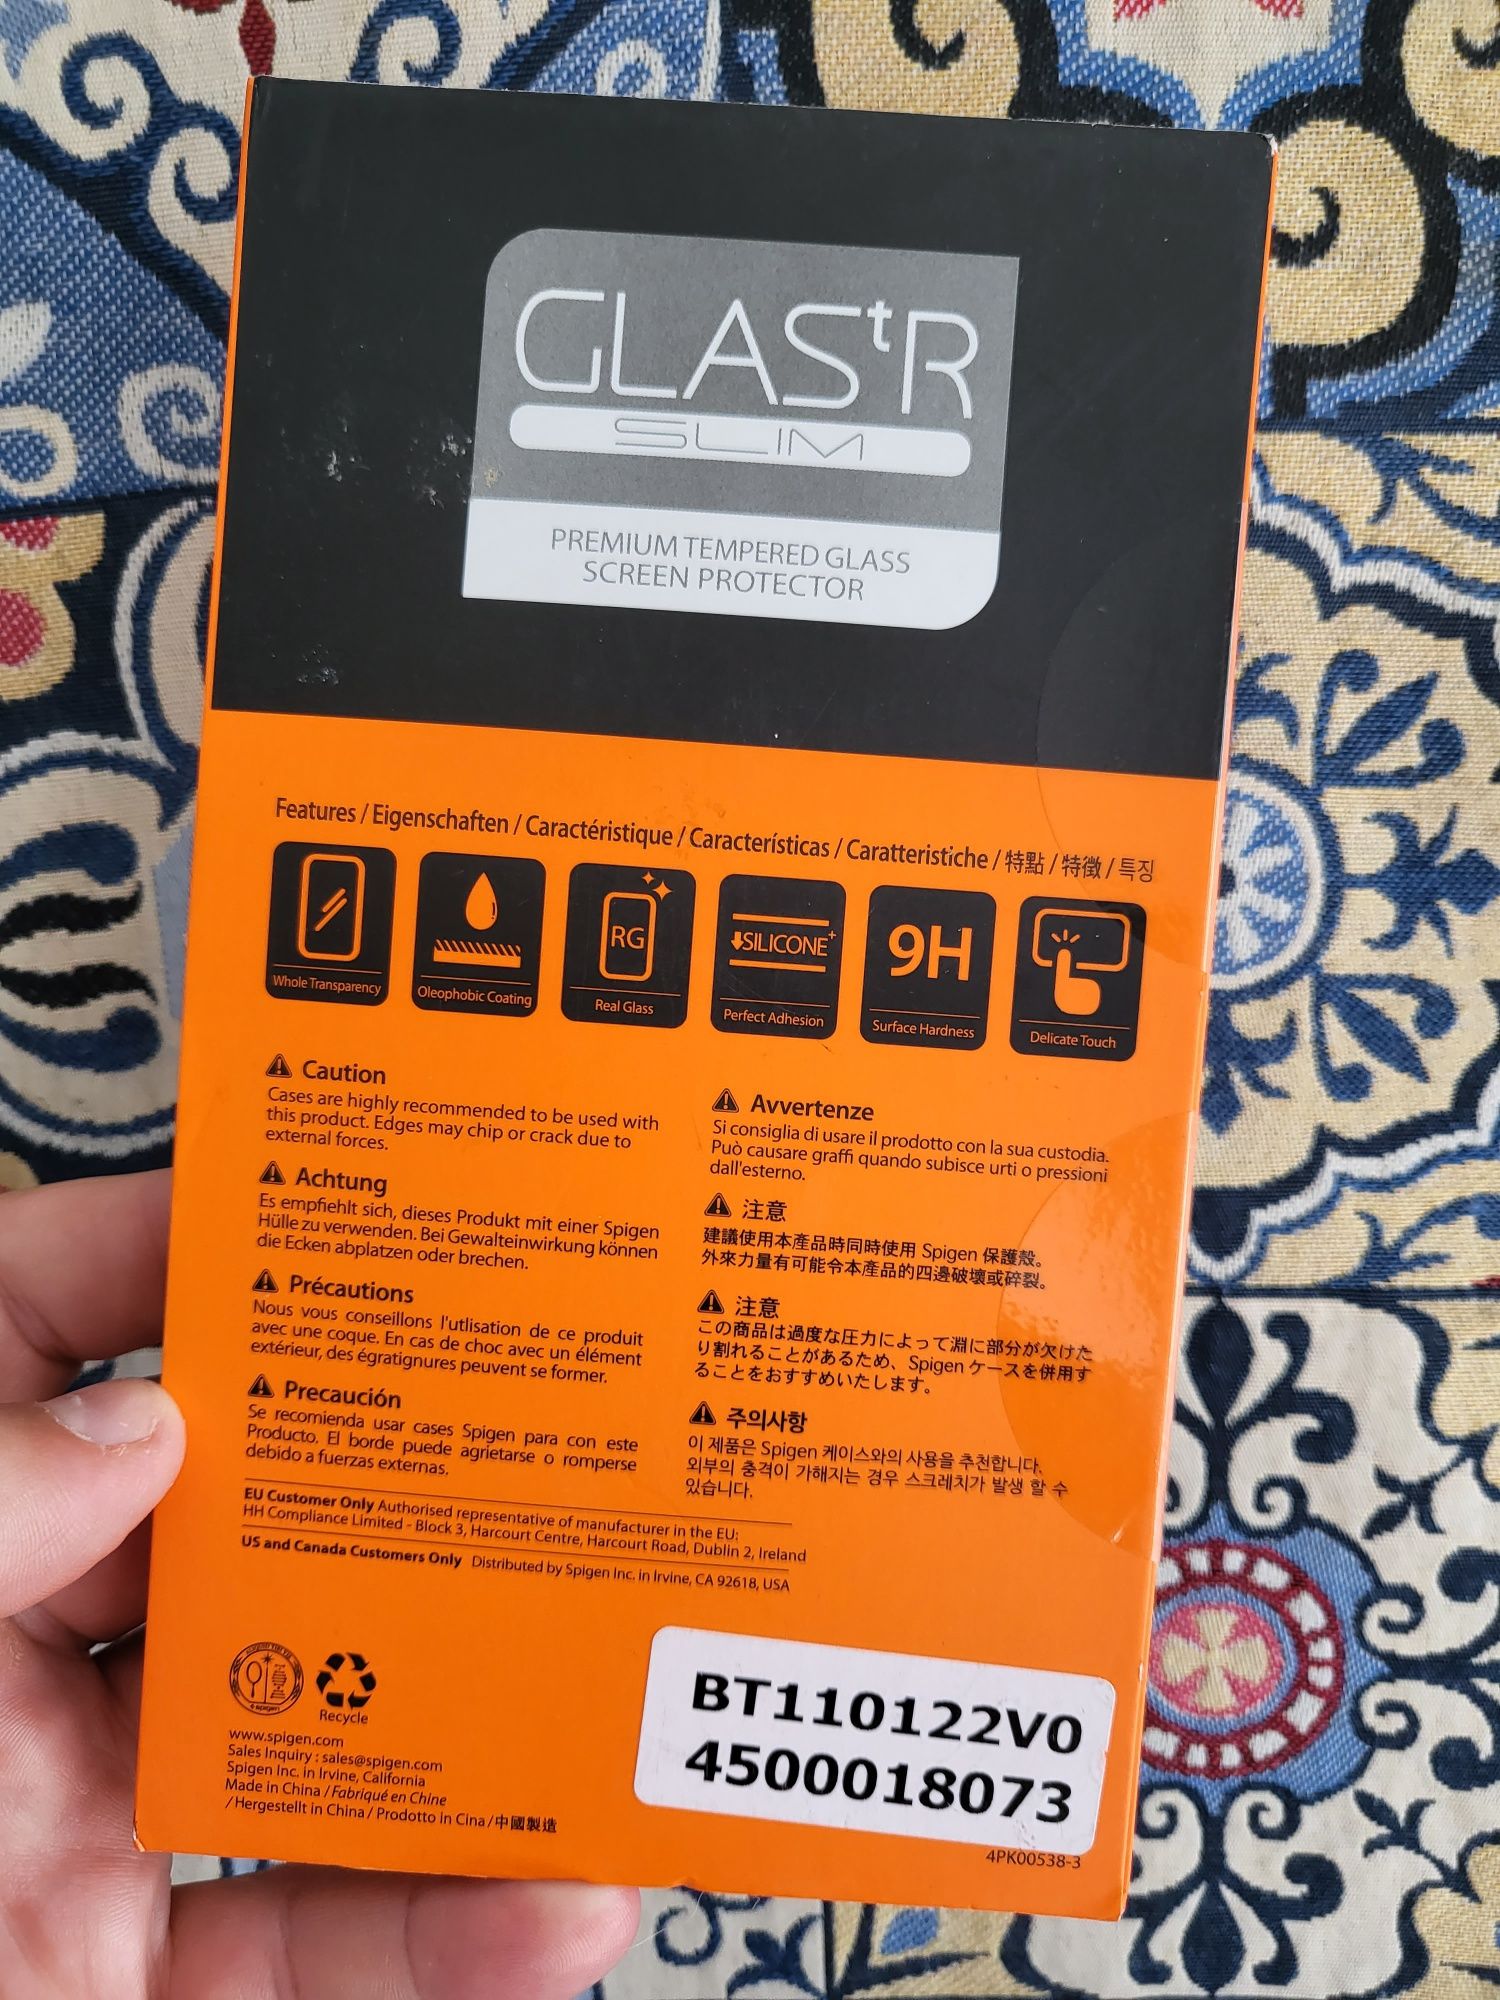 GLAStR
SLIM
PREMIUM TEMPERED GLASS
SCREEN PROTECTOR
Features / Eigenschaften / Caractéristique / Características / Caratteristiche / 特點 / 特徴 / 특징
Whole Transparency
Oleophobic Coating
RG
Real Glass
SILICONE+
Perfect Adhesion
9H
Surface Hardness
Delicate Touch
Caution
Cases are highly recommended to be used with
this product. Edges may chip or crack due to
external forces.
Achtung
Es empfiehlt sich, dieses Produkt mit einer Spigen
Hülle zu verwenden. Bei Gewalteinwirkung können
die Ecken abplatzen oder brechen.
Précautions
Nous vous conseillons l'utlisation de ce produit
avec une coque. En cas de choc avec un élément
extérieur, des égratignures peuvent se former.
Precaución
Se recomienda usar cases Spigen para con este
Producto. El borde puede agrietarse o romperse
debido a fuerzas externas.
Avvertenze
Si consiglia di usare il prodotto con la sua custodia.
Può causare graffi quando subisce urti o pressioni
dall'esterno.
注意
建議使用本產品時同時使用 Spigen 保護殼。
外來力量有可能令本產品的四邊破壞或碎裂。
注意
この商品は過度な圧力によって淵に部分が欠けた
り割れることがあるため、Spigen ケースを併用す
ることをおすすめいたします。
주의사항
이 제품은 Spigen 케이스와의 사용을 추천합니다.
외부의 충격이 가해지는 경우 스크레치가 발생 할 수
있습니다.
EU Customer Only Authorised representative of manufacturer in the EU:
HH Compliance Limited - Block 3, Harcourt Centre, Harcourt Road, Dublin 2, Ireland
US and Canada Customers Only Distributed by Spigen Inc. in Irvine, CA 92618, USA
spigen
Recycle
www.spigen.com
Sales Inquiry : sales@spigen.com
Spigen Inc. in Irvine, California
Made in China / Fabriqué en Chine
/ Hergestellt in China / Prodotto in Cina / 中國製造
BT110122V0
4500018073
4PK00538-3